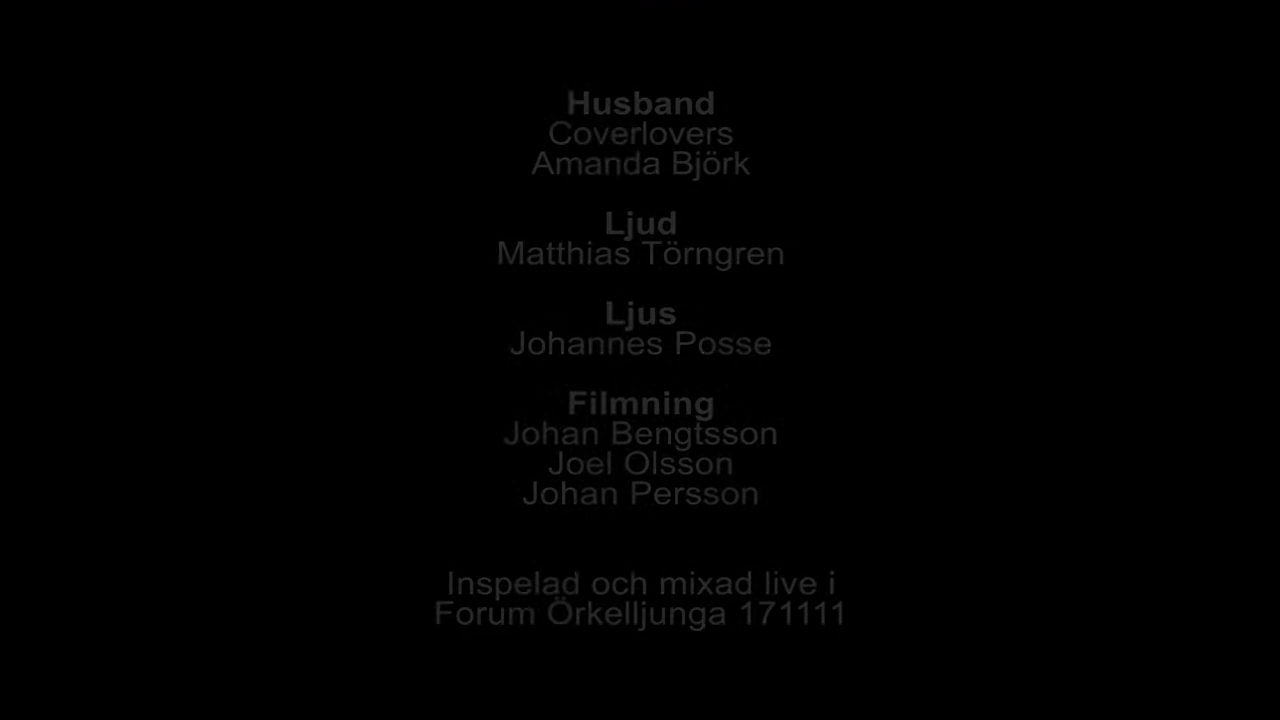 Husband
Coverlovers
Amanda Björk
Ljud
Matthias Törngren
Ljus
Johannes Posse
Filmning
Johan Bengtsson
Joel Olsson
Johan Persson
Inspelad och mixad live i
Forum Örkelljunga 171111